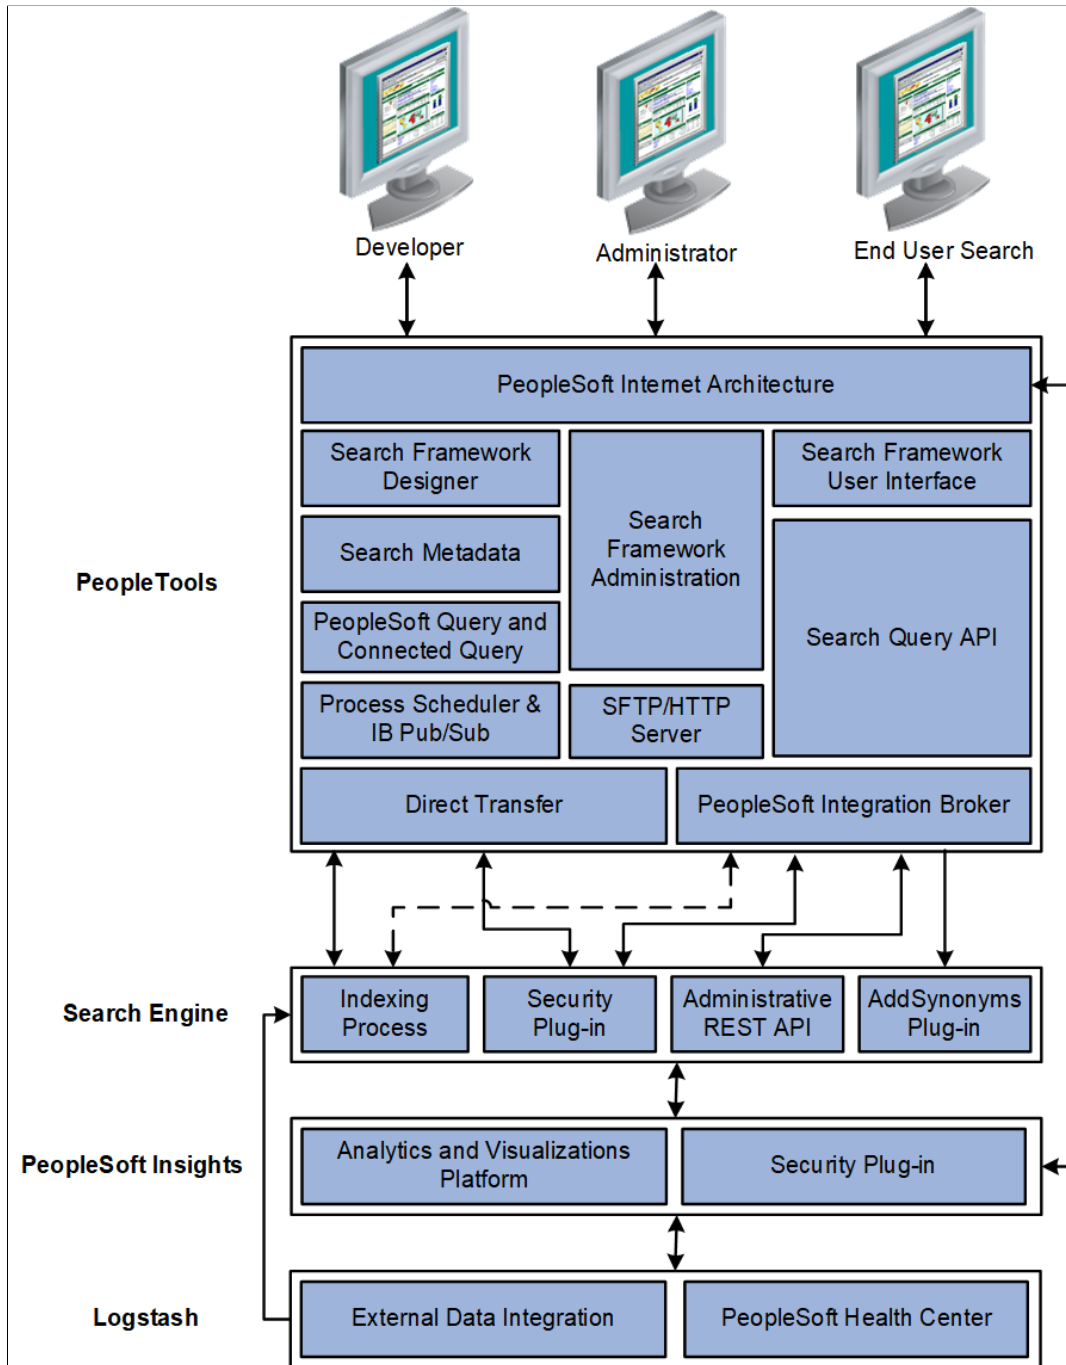 Developer
Administrator
End User Search
PeopleSoft Internet Architecture
Search Framework
Designer
Search
Framework
Administration
Search Framework
User Interface
Search Metadata
PeopleTools
PeopleSoft Query and
Connected Query
Search Query API
Process Scheduler &
IB Pub/Sub
SFTP/HTTP
Server
Direct Transfer
PeopleSoft Integration Broker
Search Engine
Indexing
Process
Security
Plug-in
Administrative
REST API
AddSynonyms
Plug-in
PeopleSoft Insights
Analytics and Visualizations
Platform
Security Plug-in
Logstash
External Data Integration
PeopleSoft Health Center